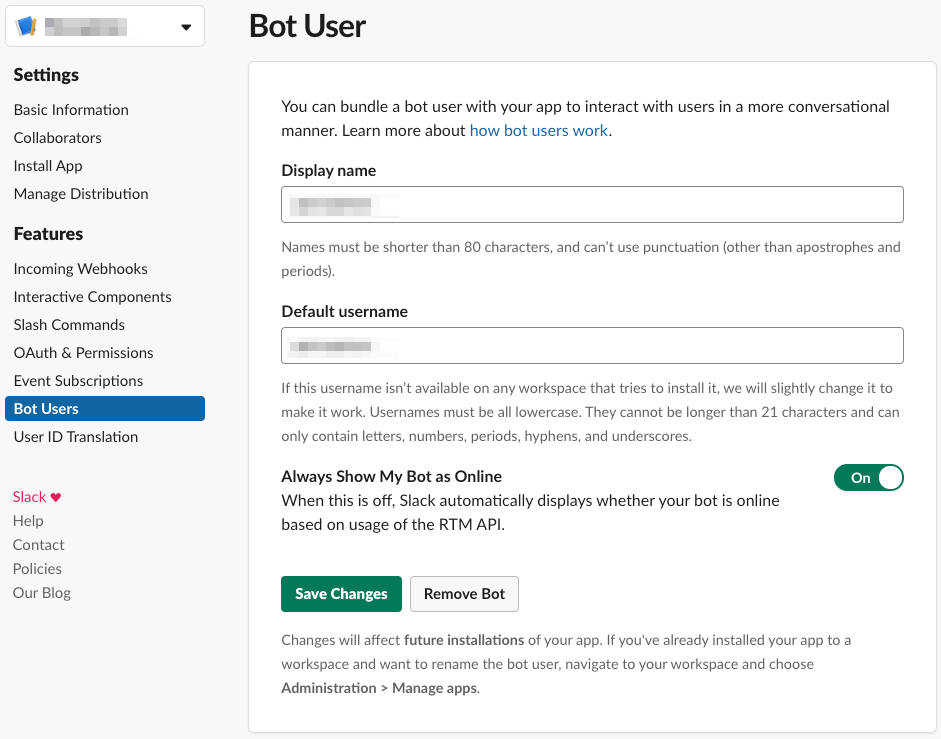 Bot User
Settings
Basic Information
Collaborators
Install App
Manage Distribution
Features
Incoming Webhooks
Interactive Components
Slash Commands
OAuth & Permissions
Event Subscriptions
Bot Users
User ID Translation
Slack ♥
Help
Contact
Policies
Our Blog
You can bundle a bot user with your app to interact with users in a more conversational
manner. Learn more about how bot users work.
Display name
Names must be shorter than 80 characters, and can’t use punctuation (other than apostrophes and
periods).
Default username
If this username isn’t available on any workspace that tries to install it, we will slightly change it to
make it work. Usernames must be all lowercase. They cannot be longer than 21 characters and can
only contain letters, numbers, periods, hyphens, and underscores.
Always Show My Bot as Online
On
When this is off, Slack automatically displays whether your bot is online
based on usage of the RTM API.
Save Changes
Remove Bot
Changes will affect future installations of your app. If you've already installed your app to a
workspace and want to rename the bot user, navigate to your workspace and choose
Administration > Manage apps.